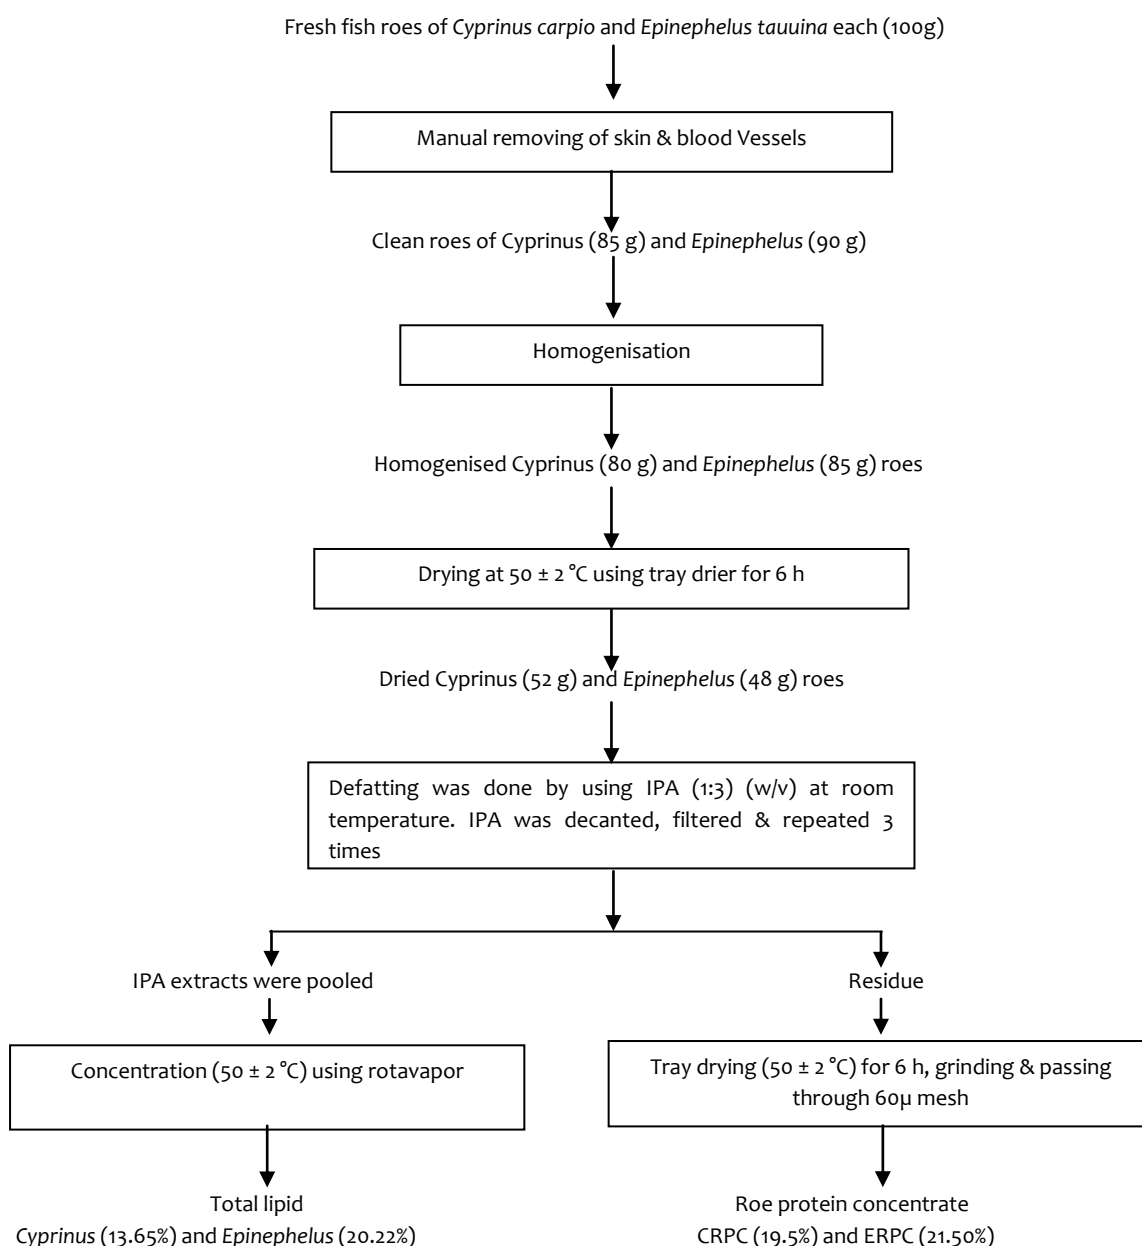 Fresh fish roes of Cyprinus carpio and Epinephelus tauuina each (100g)
Manual removing of skin & blood Vessels
Clean roes of Cyprinus (85 g) and Epinephelus (90 g)
Homogenisation
Homogenised Cyprinus (80 g) and Epinephelus (85 g) roes
Drying at 50 ± 2 °C using tray drier for 6 h
Dried Cyprinus (52 g) and Epinephelus (48 g) roes
Defatting was done by using IPA (1:3) (w/v) at room
temperature. IPA was decanted, filtered & repeated 3
times
IPA extracts were pooled
Residue
Concentration (50 ± 2 °C) using rotavapor
Tray drying (50 ± 2 °C) for 6 h, grinding & passing
through 60µ mesh
Total lipid
Cyprinus (13.65%) and Epinephelus (20.22%)
Roe protein concentrate
CRPC (19.5%) and ERPC (21.50%)